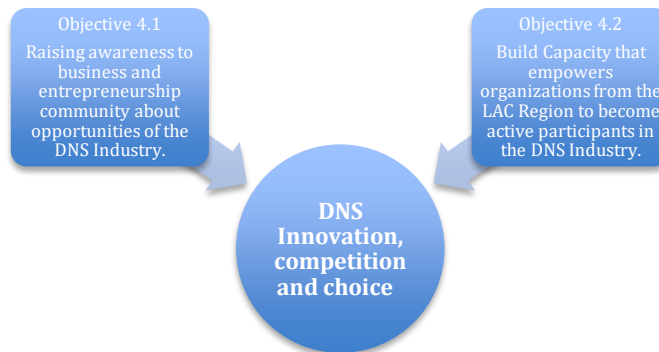 Objective 4.1
Raising awareness to
business and
entrepreneurship
community about
opportunities of the
DNS Industry.
Objective 4.2
Build Capacity that
empowers
organizations from the
LAC Region to become
active participants in
the DNS Industry.
DNS
Innovation,
competition
and choice